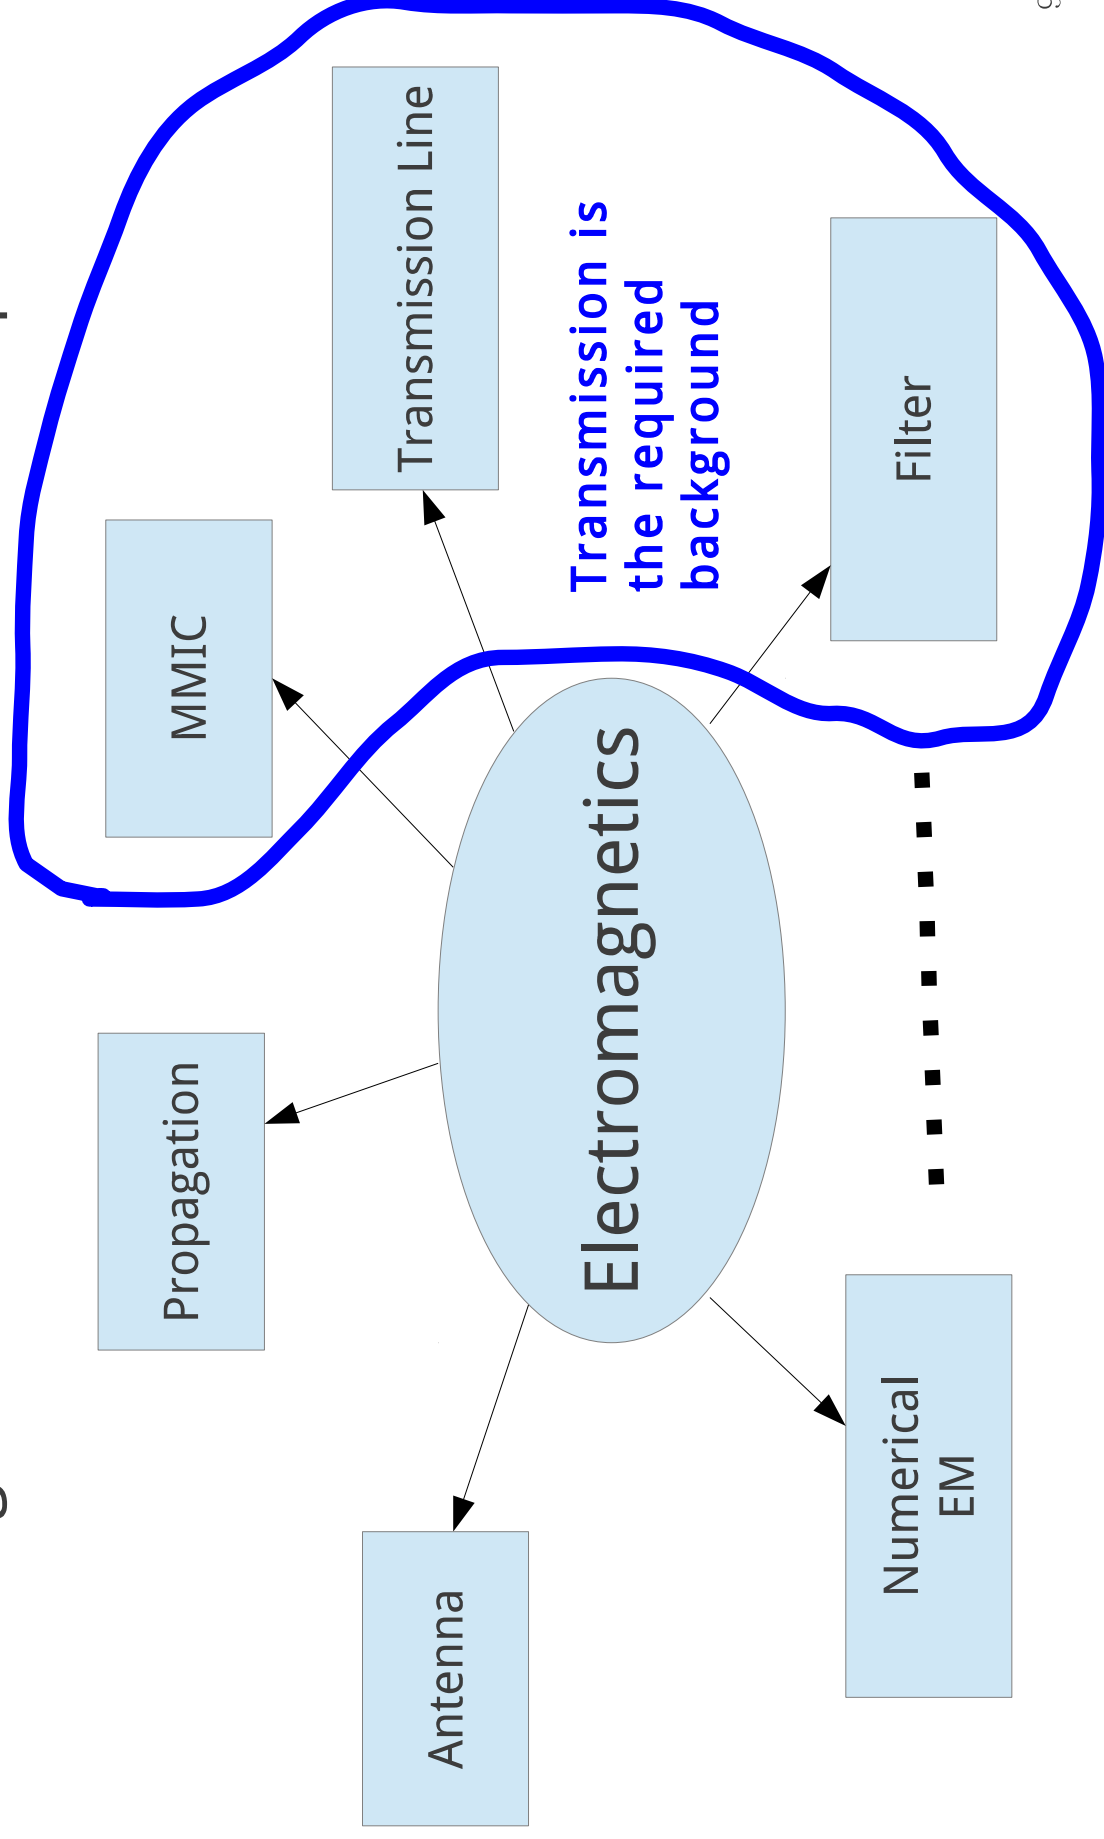 Propagation
MMIC
Antenna
Transmission Line
Electromagnetics
Transmission is
the required
background
Numerical
EM
Filter